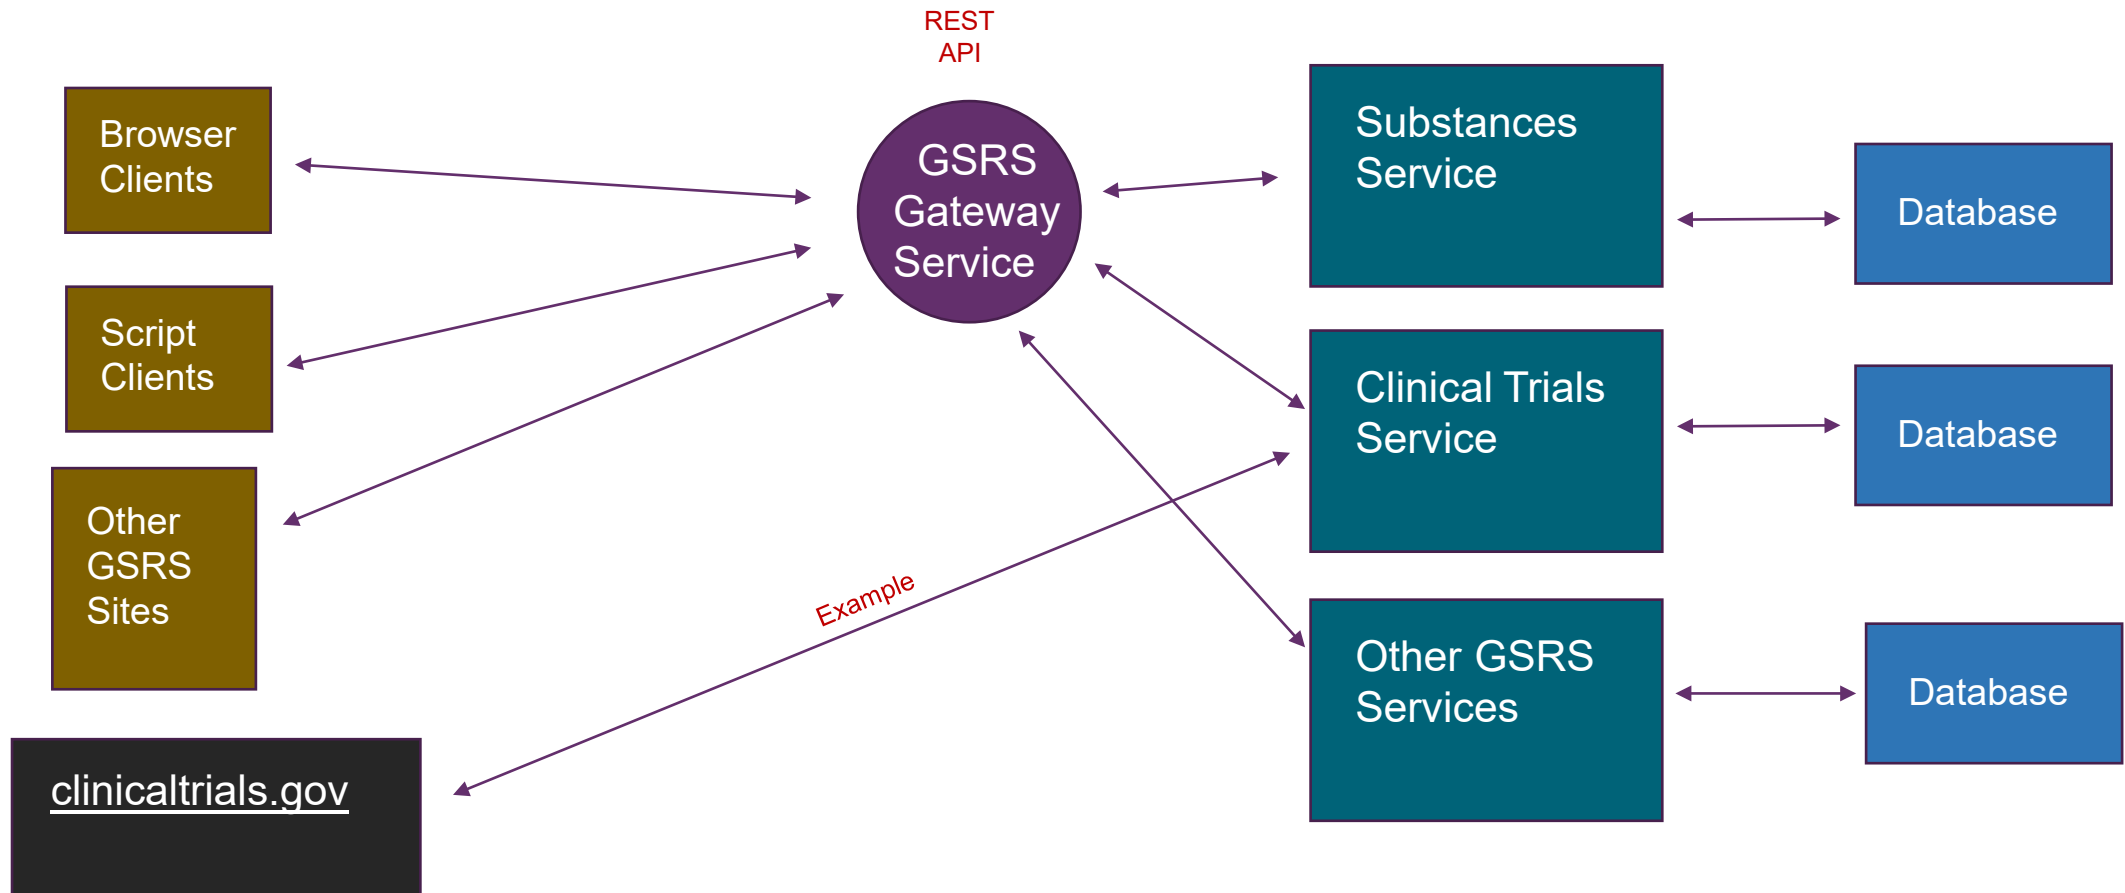 REST
API
Browser
Clients
GSRS
Gateway
Service
Substances
Service
Database
Script
Clients
Clinical Trials
Service
Database
Other
GSRS
Sites
Example
Other GSRS
Services
Database
clinicaltrials.gov